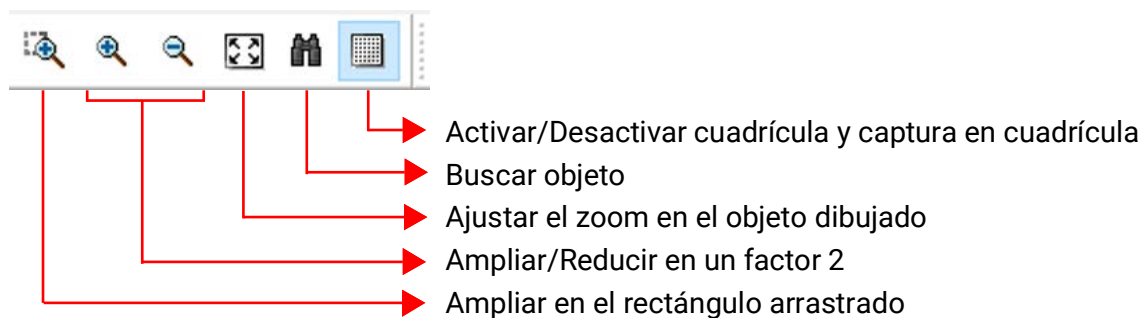 Activar/Desactivar cuadrícula y captura en cuadrícula
Buscar objeto
Ajustar el zoom en el objeto dibujado
Ampliar/Reducir en un factor 2
Ampliar en el rectángulo arrastrado